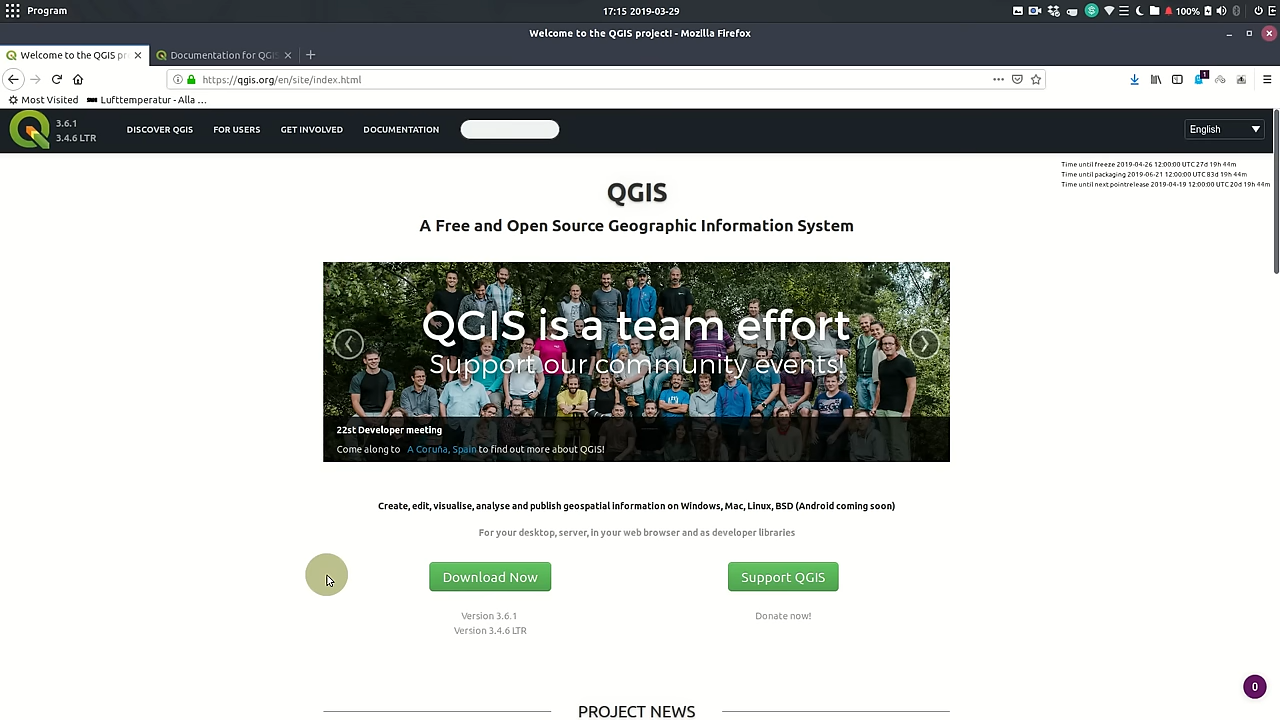 Program
17:15 2019-03-29
100%
Welcome to the QGIS project! - Mozilla Firefox
Welcome to the QGIS pr
Documentation for QGI
https://qgis.org/en/site/index.html
1
Most Visited
Lufttemperatur - Alla ...
3.6.1
3.4.6 LTR
DISCOVER QGIS
FOR USERS
GET INVOLVED
DOCUMENTATION
English
Time until freeze 2019-04-26 12:00:00 UTC 27d 19h 44m
Time until packaging 2019-06-21 12:00:00 UTC 83d 19h 44m
Time until next pointrelease 2019-04-19 12:00:00 UTC 20d 19h 44m
QGIS
A Free and Open Source Geographic Information System
QGIS is a team effort
Support our community events!
22st Developer meeting
Come along to A Coruña, Spain to find out more about QGIS!
Create, edit, visualise, analyse and publish geospatial information on Windows, Mac, Linux, BSD (Android coming soon)
For your desktop, server, in your web browser and as developer libraries
Download Now
Support QGIS
Version 3.6.1
Version 3.4.6 LTR
Donate now!
0
PROJECT NEWS